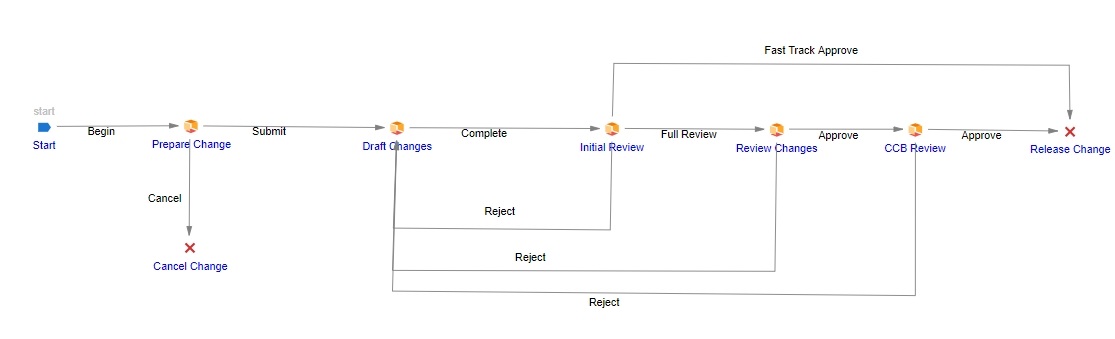 Fast Track Approve
start
Begin
Submit
Complete
Full Review
Approve
Approve
Start
Prepare Change
Draft Changes
Initial Review
Review Changes
CCB Review
Release Change
Cancel
Reject
Reject
Cancel Change
Reject